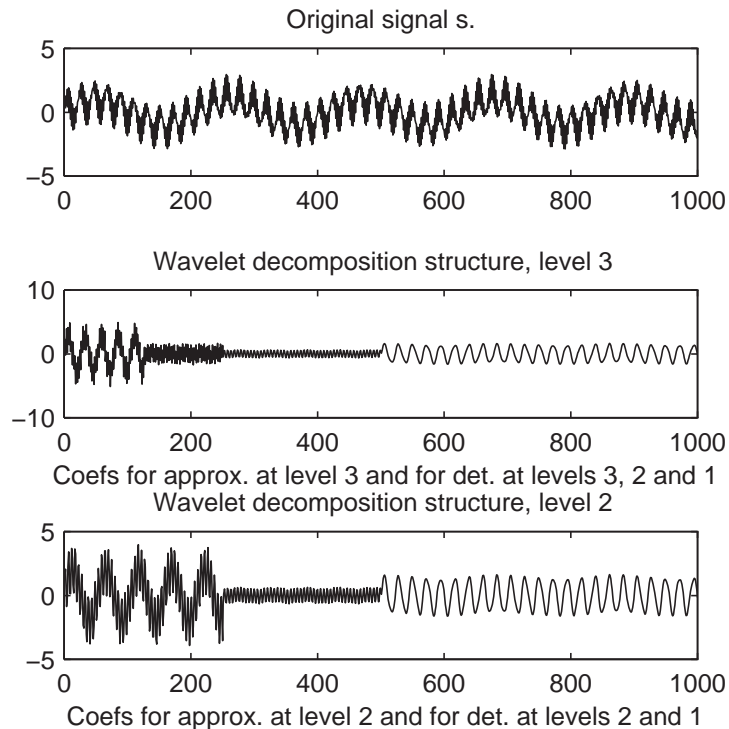 Original signal s.
5
0
−5
0 200 400 600 800 1000
Wavelet decomposition structure, level 3
10
0
−10
0 200 400 600 800 1000
Coefs for approx. at level 3 and for det. at levels 3, 2 and 1
Wavelet decomposition structure, level 2
5
0
−5
0 200 400 600 800 1000
Coefs for approx. at level 2 and for det. at levels 2 and 1